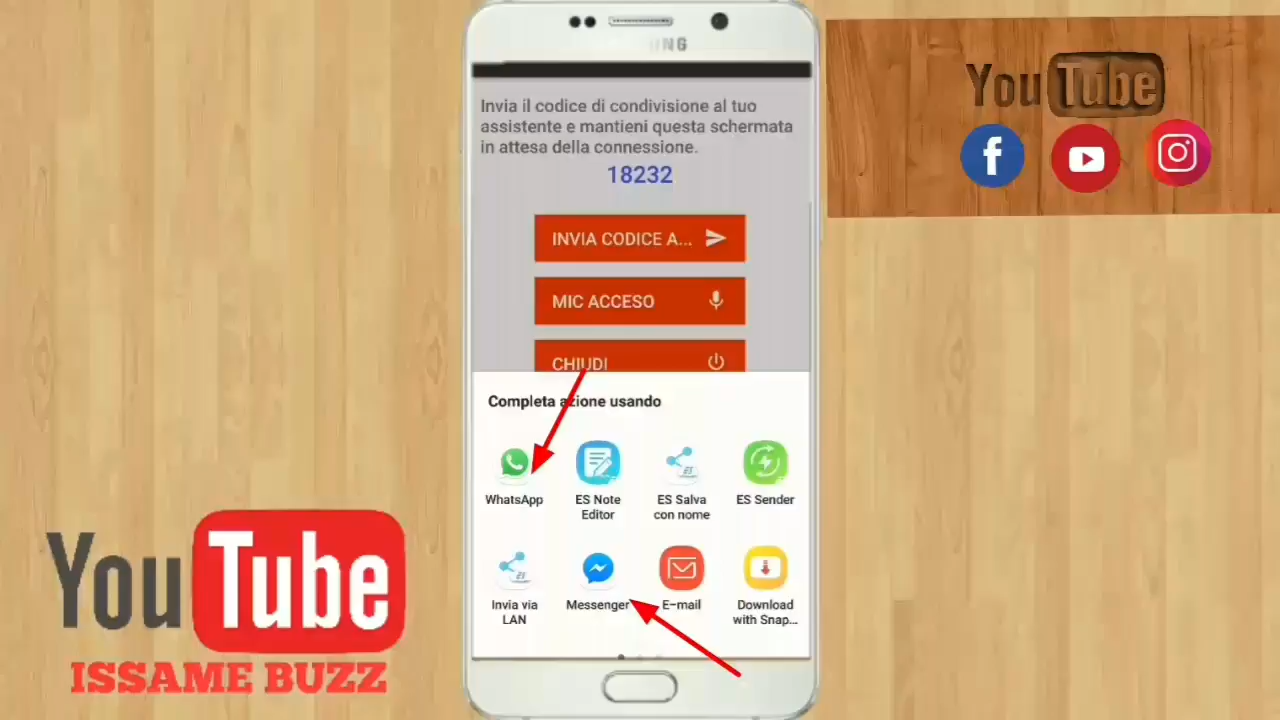 NG
Invia il codice di condivisione al tuo
assistente e mantieni questa schermata
in attesa della connessione.
18232
INVIA CODICE A...
MIC ACCESO
CHIUDI
Completa azione usando
WhatsApp
ES Note
Editor
ES Salva
con nome
ES Sender
Invia via
LAN
Messenger
E-mail
Download
with Snap...
YouTube
YouTube
ISSAME BUZZ